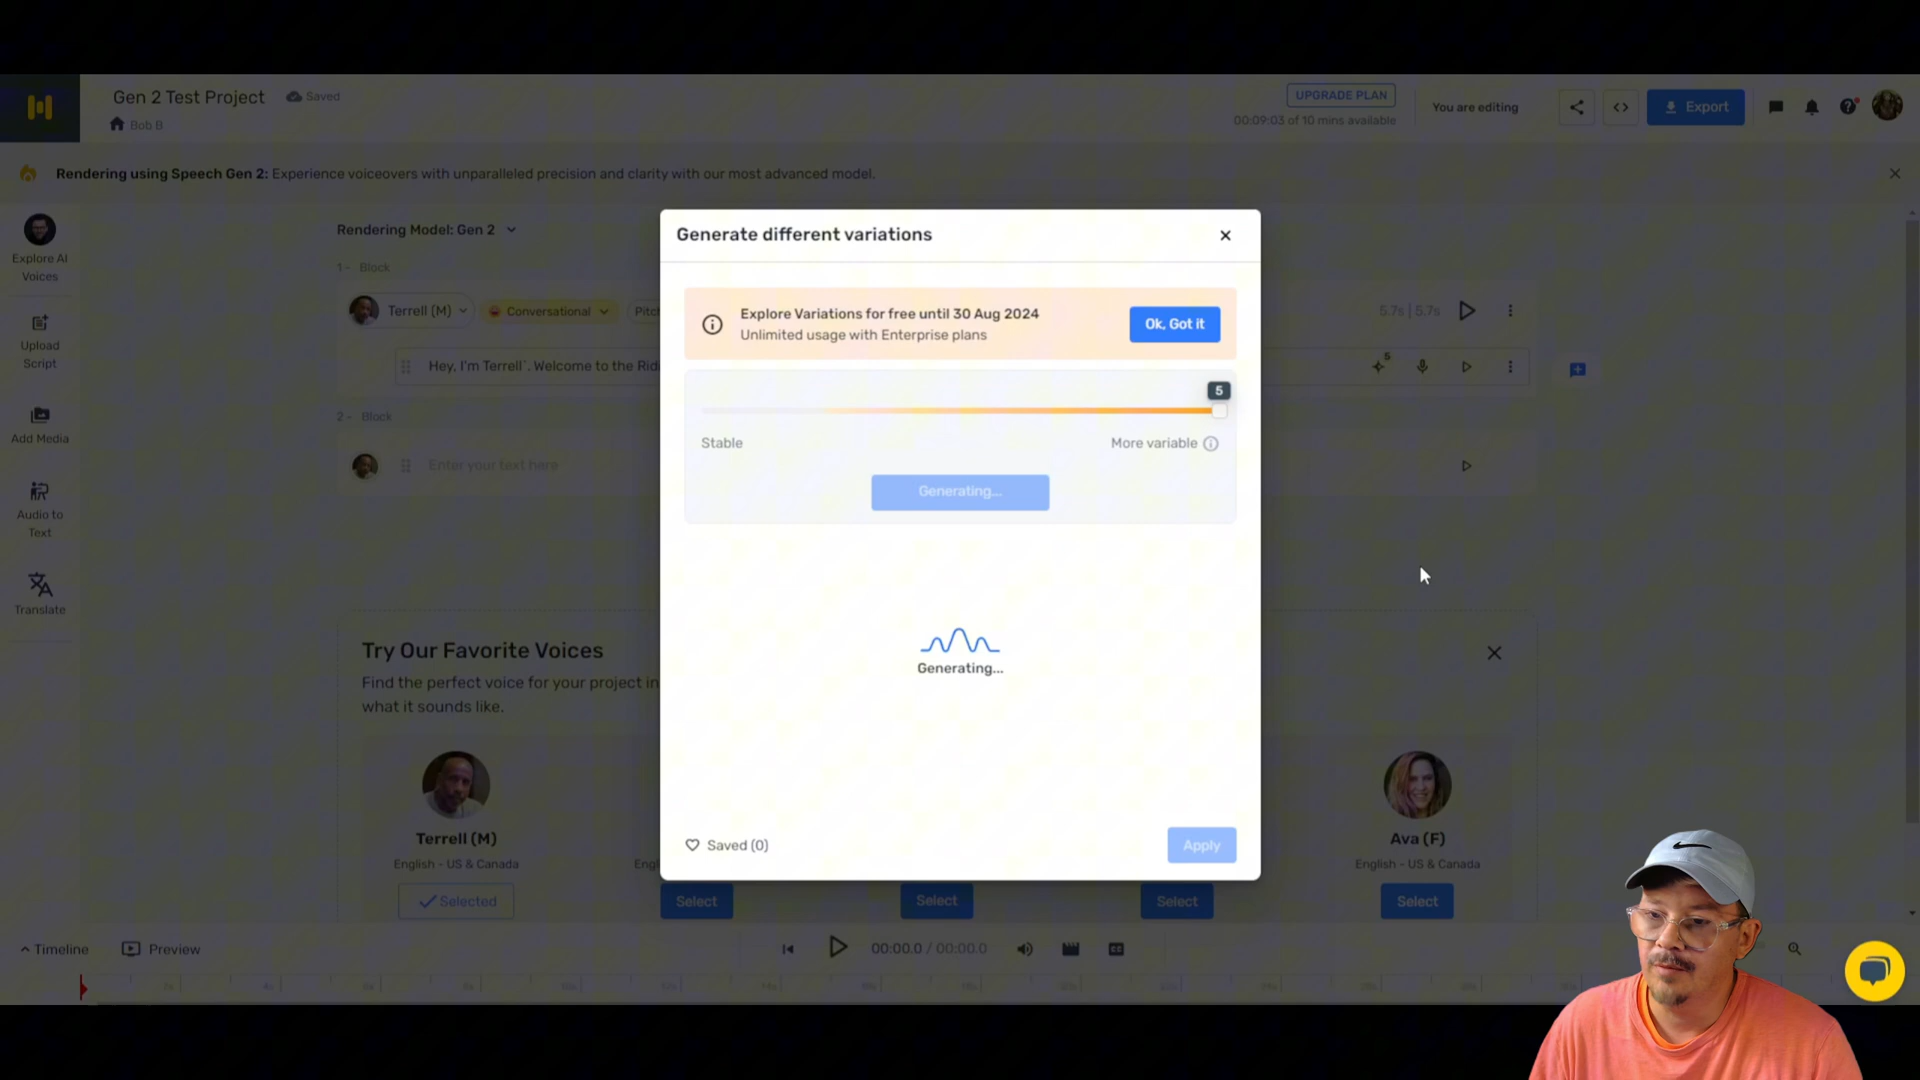 Gen 2 Test Project
Saved
UPGRADE PLAN
Bob B
00:09:03 of 10 mins available
You are editing
Export
Rendering using Speech Gen 2: Experience voiceovers with unparalleled precision and clarity with our most advanced model.
Explore AI
Voices
Upload
Script
Add Media
Audio to
Text
Translate
Rendering Model: Gen 2
1 - Block
Terrell (M)
Conversational
5.7s | 5.7s
Hey, I'm Terrell`. Welcome to the
5
2 - Block
Enter your text here
Generate different variations
Explore Variations for free until 30 Aug 2024
Unlimited usage with Enterprise plans
Ok, Got it
5
Stable
More variable
Generating...
Generating...
Saved (0)
Apply
Try Our Favorite Voices
Find the perfect voice for your project in
what it sounds like.
Terrell (M)
English - US & Canada
Selected
Select
Select
Select
Ava (F)
English - US & Canada
Select
Timeline
Preview
00:00.0 / 00:00.0